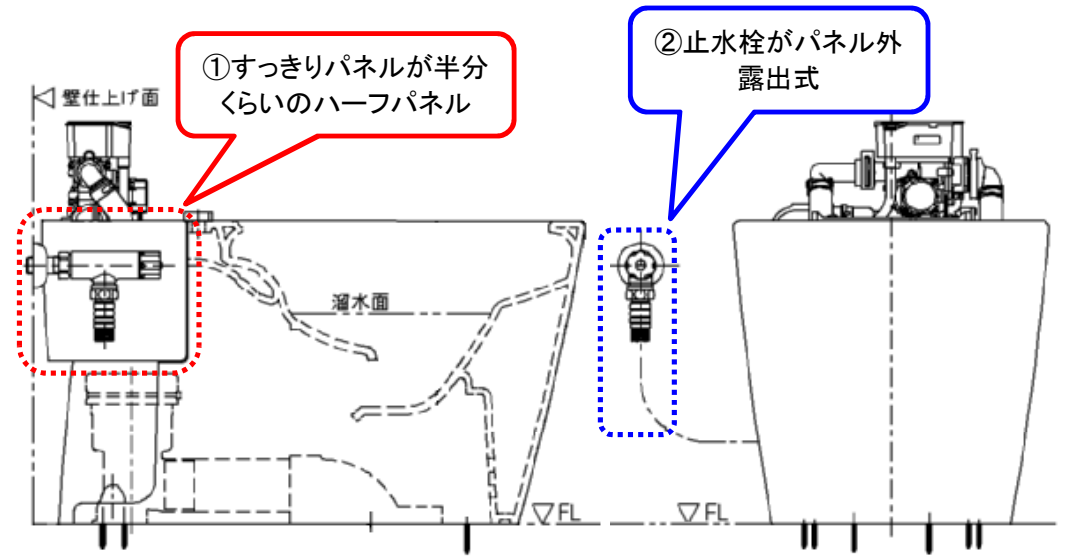 ①すっきりパネルが半分
くらいのハーフパネル
②止水栓がパネル外
露出式
壁仕上げ面
溜水面
FL
FL